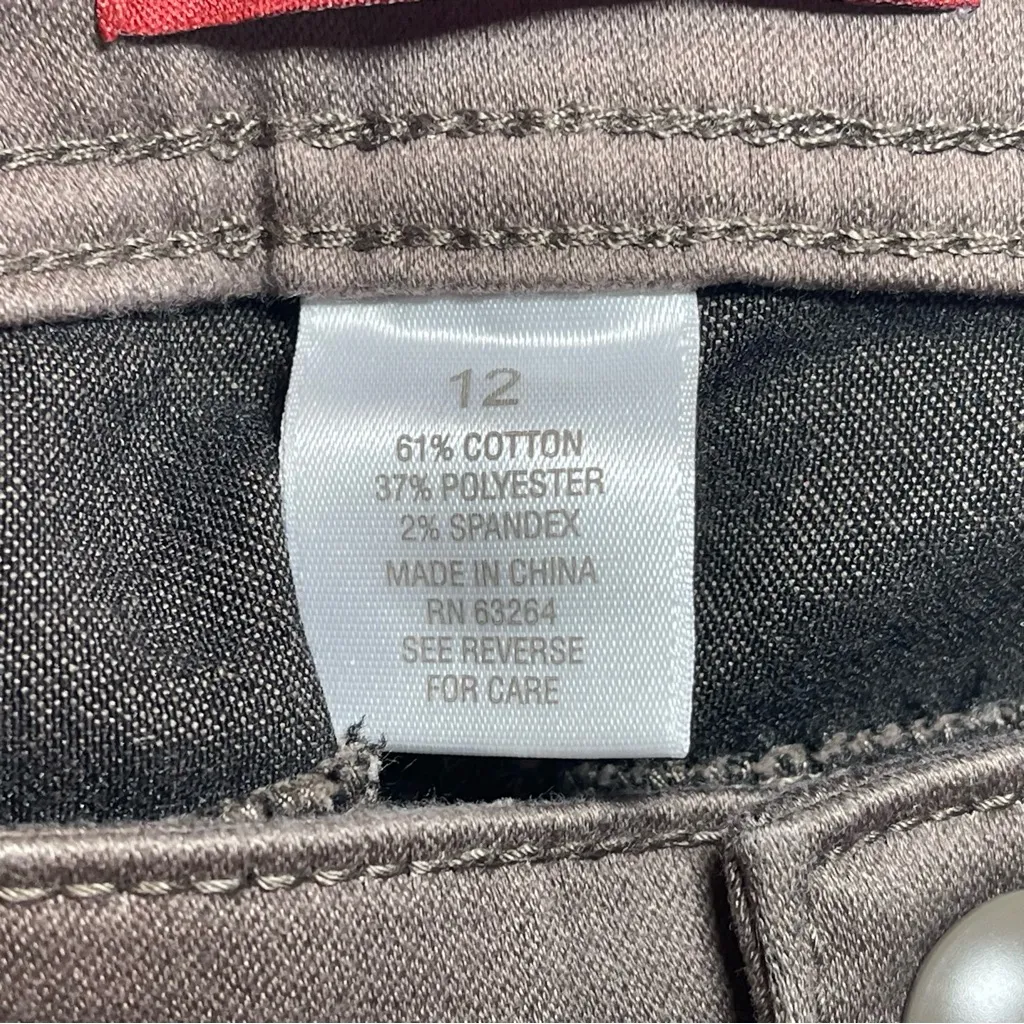 12
61% COTTON
37% POLYESTER
2% SPANDEX
MADE IN CHINA
RN 63264
SEE REVERSE
FOR CARE